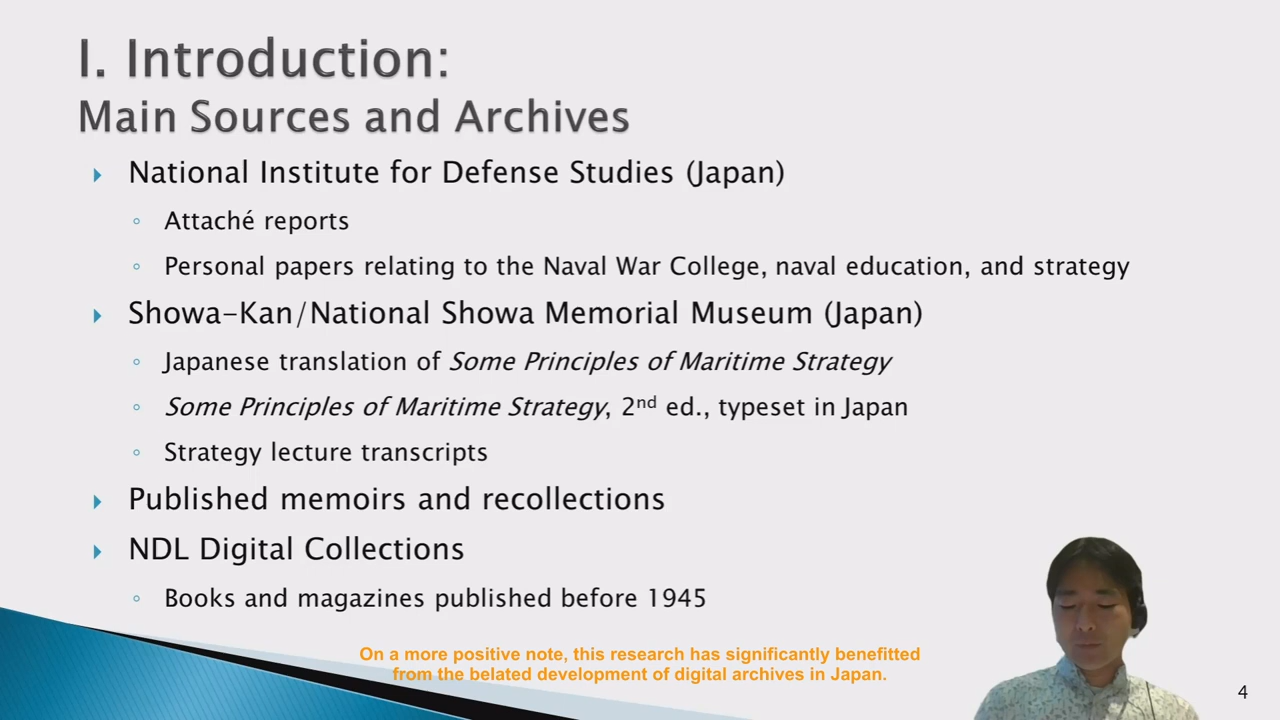 I. Introduction:
Main Sources and Archives
National Institute for Defense Studies (Japan)
Attaché reports
Personal papers relating to the Naval War College, naval education, and strategy
Showa-Kan/National Showa Memorial Museum (Japan)
Japanese translation of Some Principles of Maritime Strategy
Some Principles of Maritime Strategy, 2nd ed., typeset in Japan
Strategy lecture transcripts
Published memoirs and recollections
NDL Digital Collections
Books and magazines published before 1945
On a more positive note, this research has significantly benefitted
from the belated development of digital archives in Japan.
4